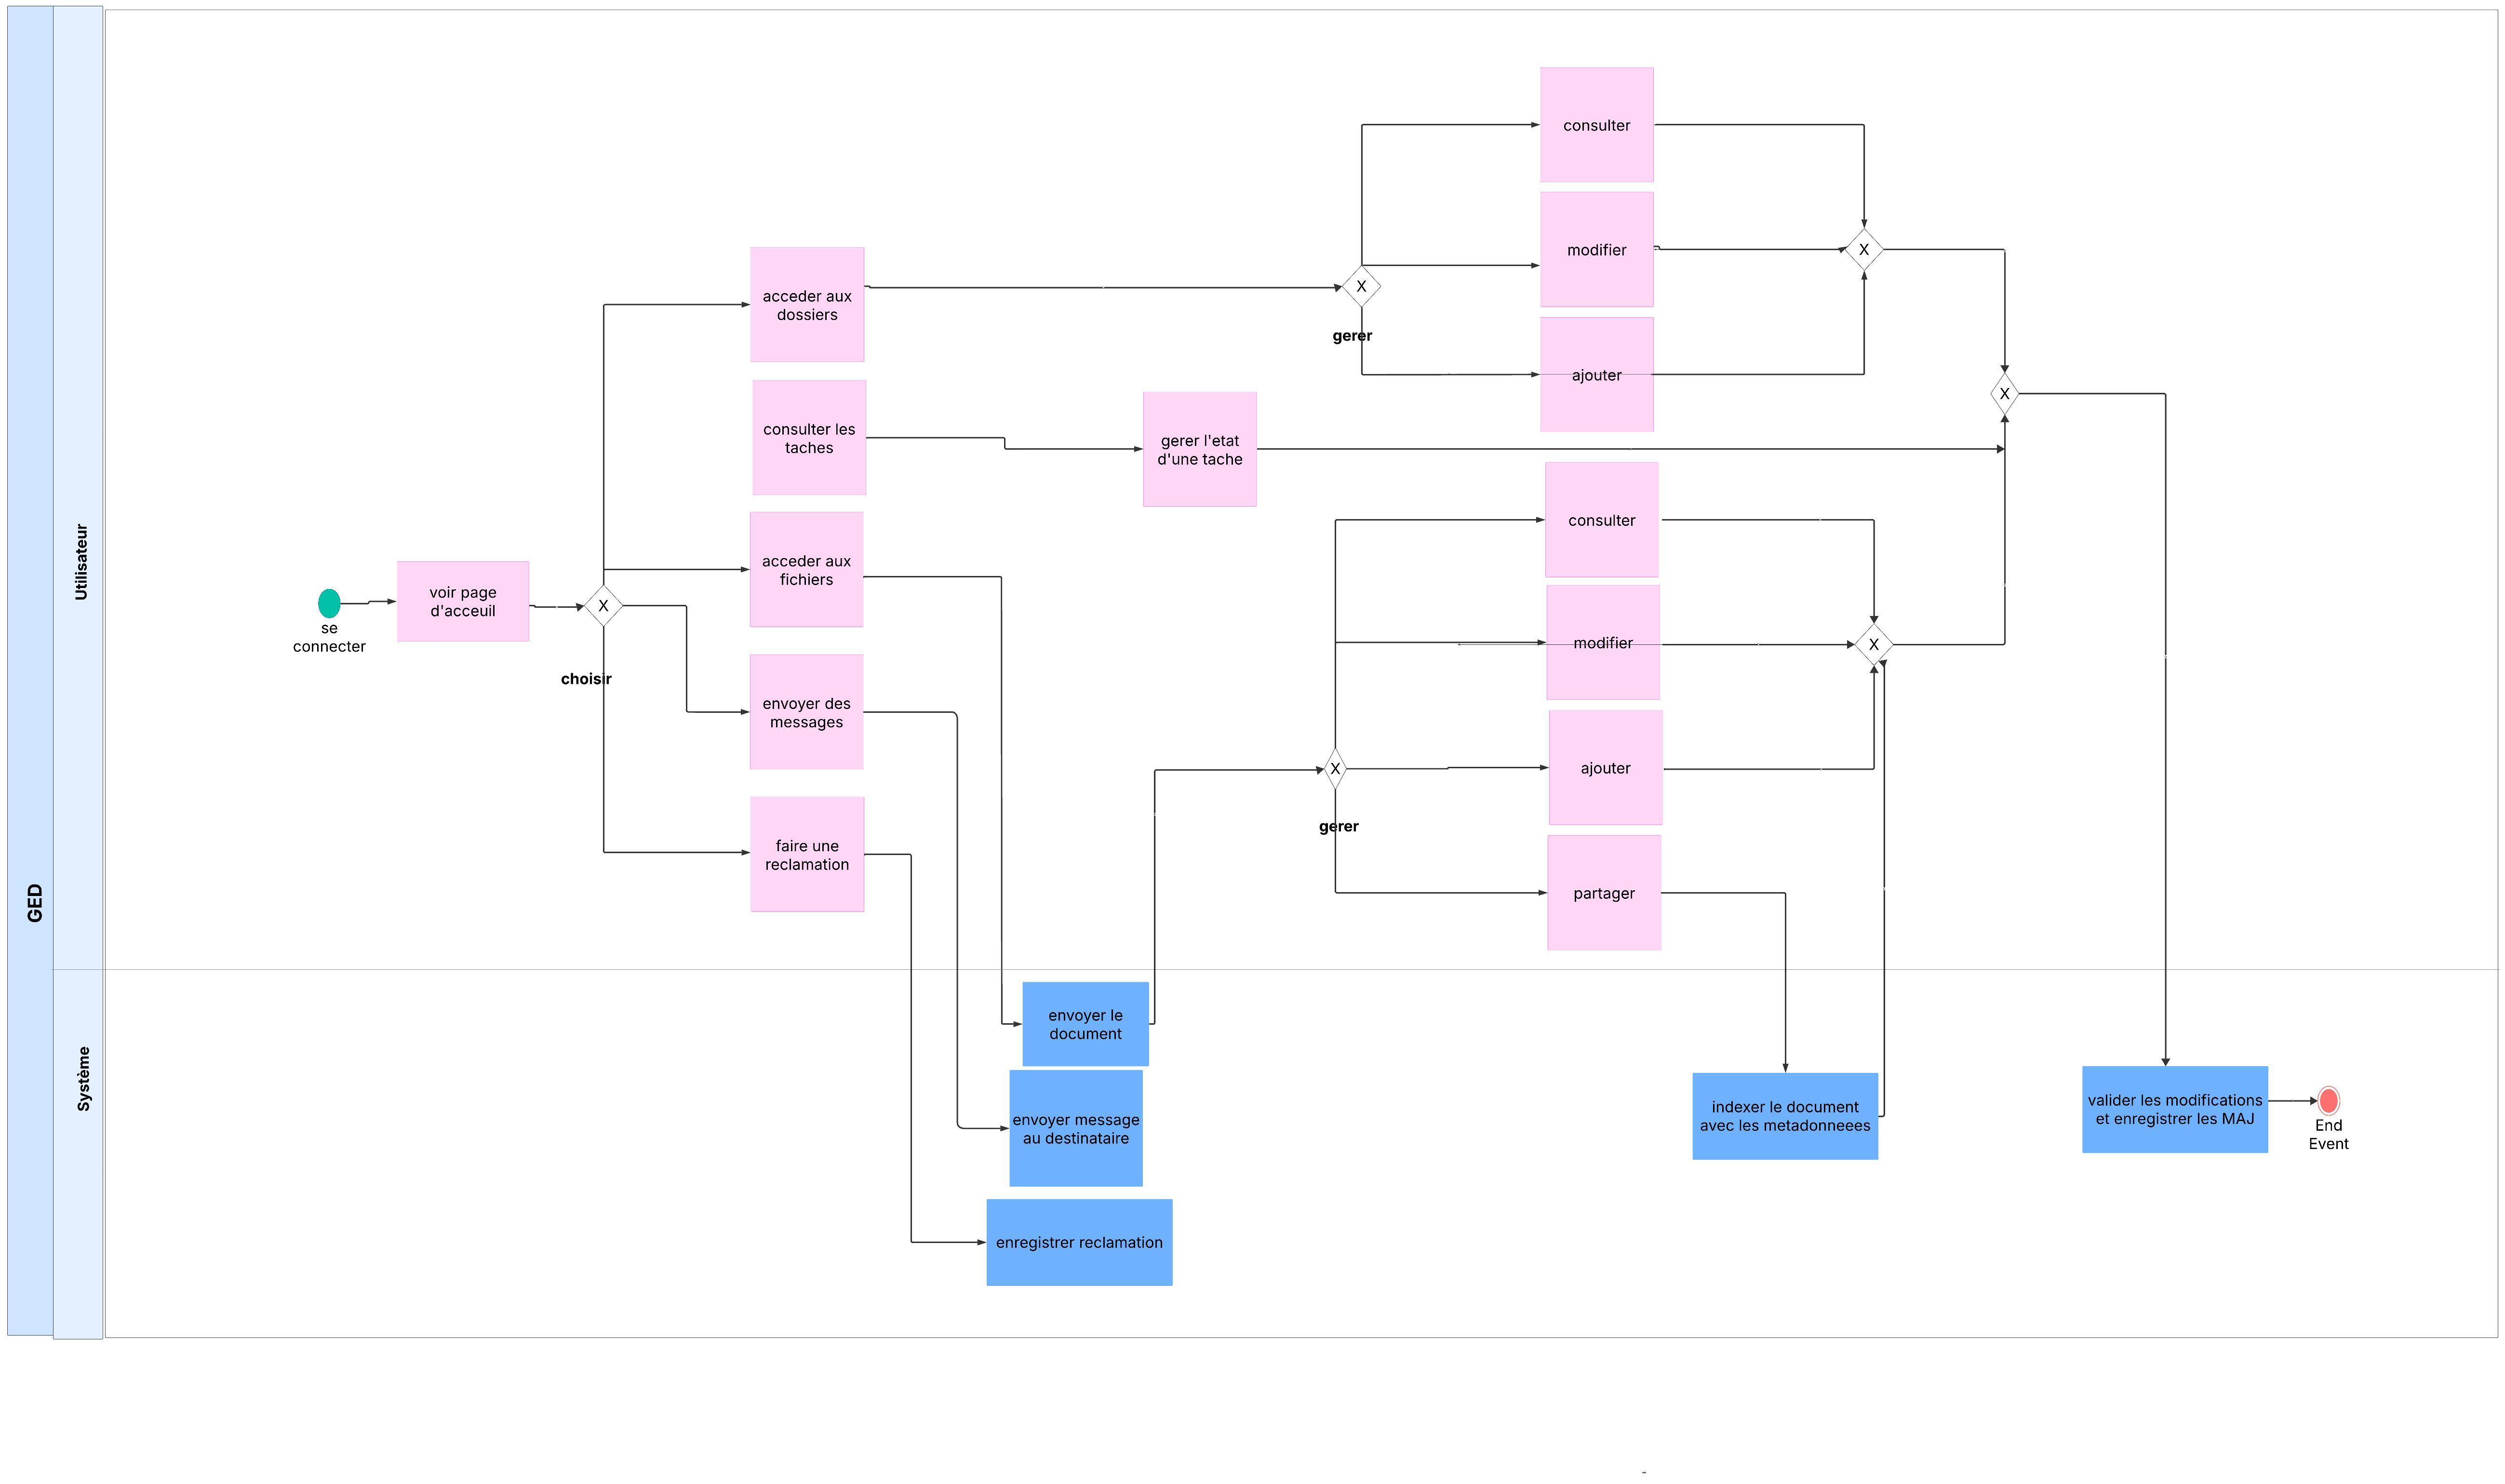 GED
Utilisateur
Système
se
connecter
voir page
d'acceuil
X
choisir
acceder aux
dossiers
consulter les
taches
acceder aux
fichiers
envoyer des
messages
faire une
reclamation
gerer l'etat
d'une tache
X
gerer
consulter
modifier
ajouter
X
X
X
gerer
consulter
modifier
ajouter
partager
X
envoyer le
document
envoyer message
au destinataire
enregistrer reclamation
indexer le document
avec les metadonneees
valider les modifications
et enregistrer les MAJ
End
Event
-